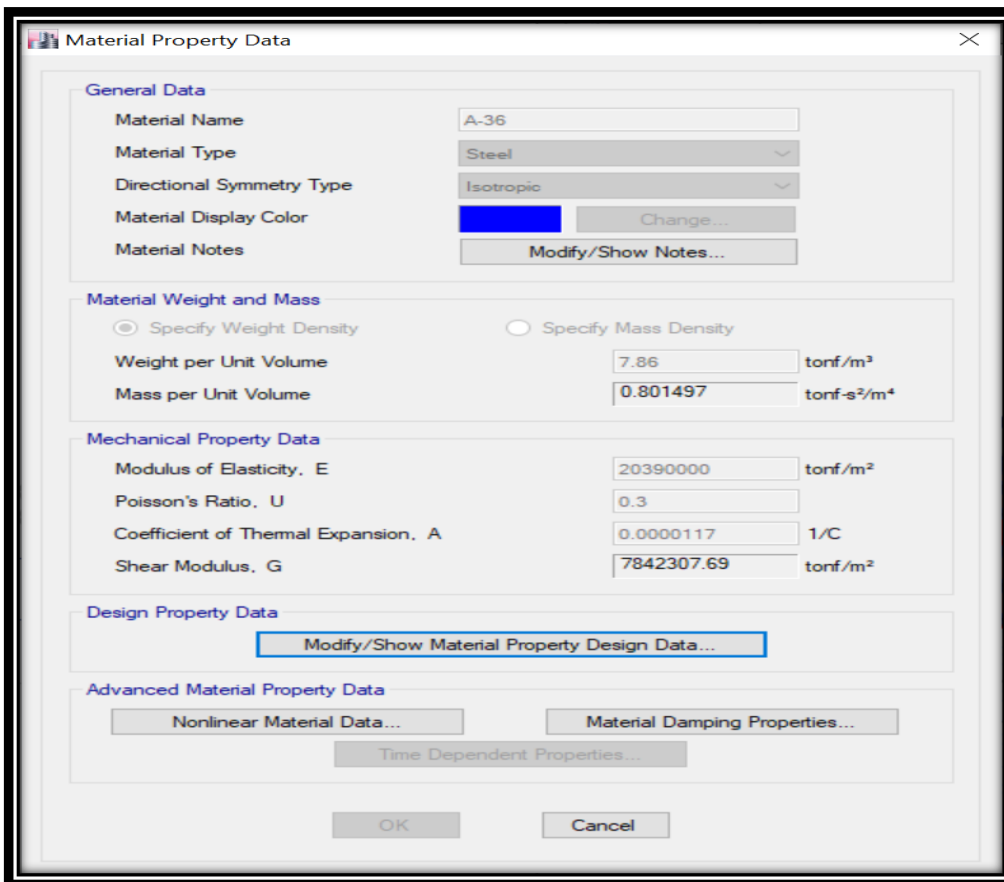 Material Property Data
General Data
Material Name A-36
Material Type Steel
Directional Symmetry Type Isotropic
Material Display Color Change...
Material Notes Modify/Show Notes...
Material Weight and Mass
Specify Weight Density Specify Mass Density
Weight per Unit Volume 7.86 tonf/m³
Mass per Unit Volume 0.801497 tonf-s²/m⁴
Mechanical Property Data
Modulus of Elasticity, E 20390000 tonf/m²
Poisson's Ratio, U 0.3
Coefficient of Thermal Expansion, A 0.0000117 1/C
Shear Modulus, G 7842307.69 tonf/m²
Design Property Data
Modify/Show Material Property Design Data...
Advanced Material Property Data
Nonlinear Material Data... Material Damping Properties...
Time Dependent Properties...
OK Cancel